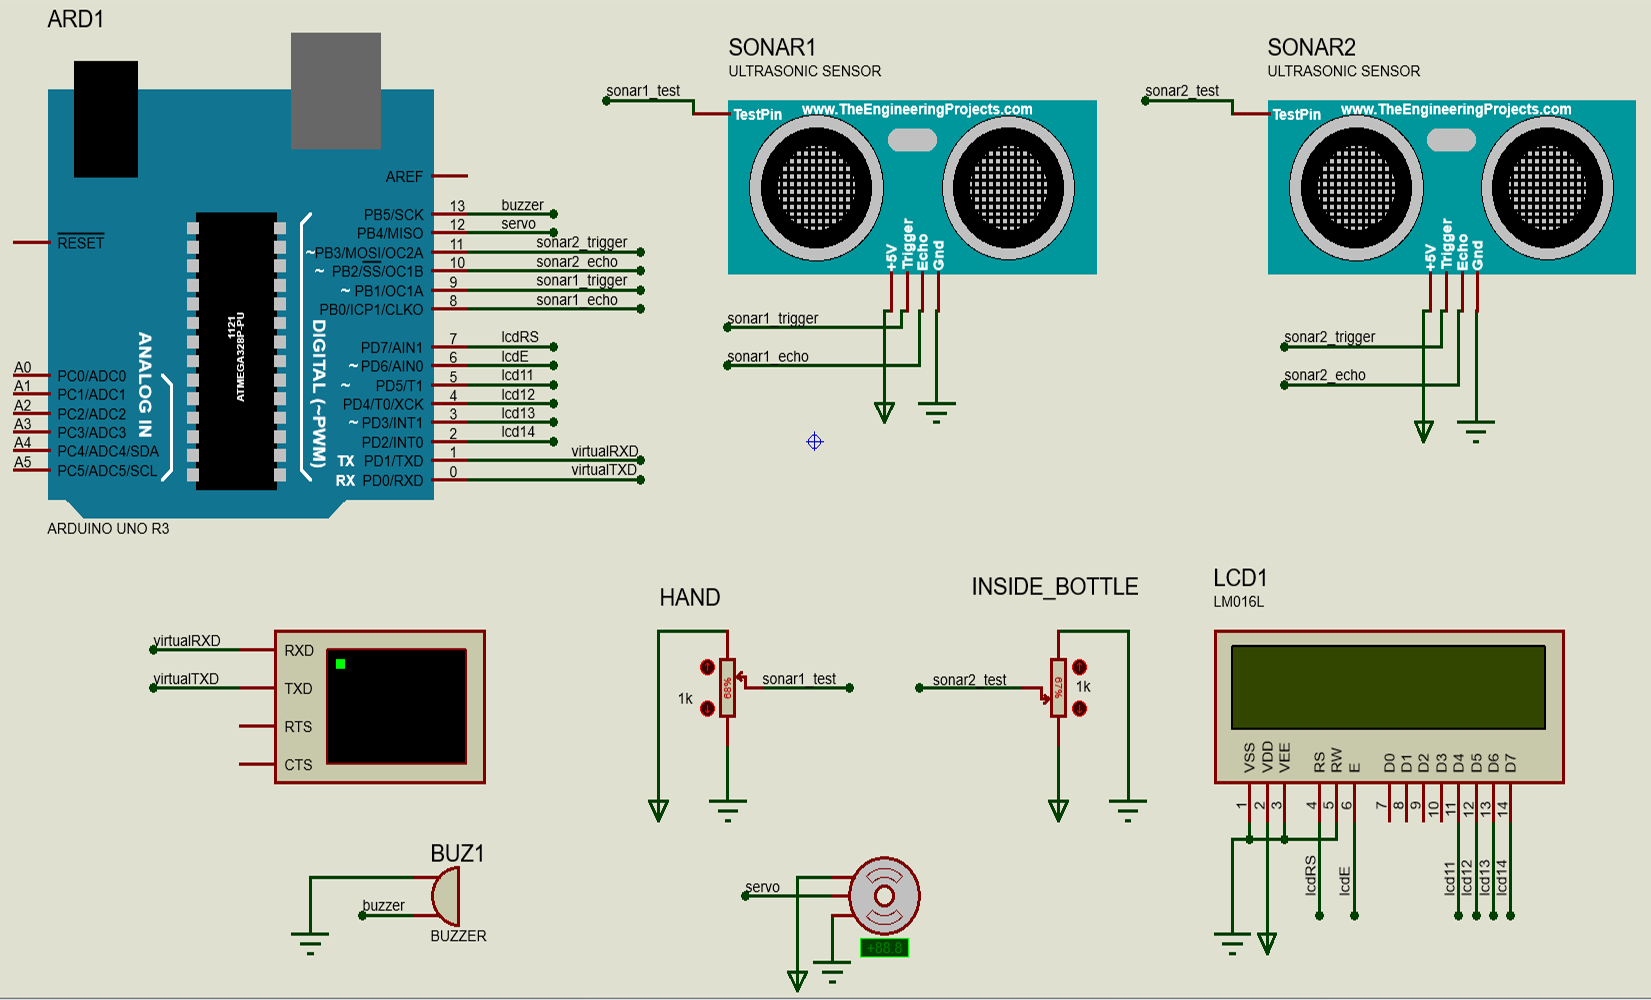 ARD1
ARDUINO UNO R3
RESET
AREF
1121
ATMEGA328P-PU
ANALOG IN
DIGITAL (~PWM)
PB5/SCK 13 buzzer
PB4/MISO 12 servo
~PB3/MOSI/OC2A 11 sonar2_trigger
~ PB2/SS/OC1B 10 sonar2_echo
~ PB1/OC1A 9 sonar1_trigger
PB0/ICP1/CLKO 8 sonar1_echo
PD7/AIN1 7 lcdRS
~ PD6/AIN0 6 lcdE
~ PD5/T1 5 lcd11
PD4/T0/XCK 4 lcd12
~ PD3/INT1 3 lcd13
PD2/INT0 2 lcd14
TX PD1/TXD 1 virtualRXD
RX PD0/RXD 0 virtualTXD
A0 PC0/ADC0
A1 PC1/ADC1
A2 PC2/ADC2
A3 PC3/ADC3
A4 PC4/ADC4/SDA
A5 PC5/ADC5/SCL
SONAR1
ULTRASONIC SENSOR
sonar1_test
TestPin
www.TheEngineeringProjects.com
+5V
Trigger
Echo
Gnd
sonar1_trigger
sonar1_echo
SONAR2
ULTRASONIC SENSOR
sonar2_test
TestPin
www.TheEngineeringProjects.com
+5V
Trigger
Echo
Gnd
sonar2_trigger
sonar2_echo
virtualRXD RXD
virtualTXD TXD
RTS
CTS
HAND
1k
sonar1_test
INSIDE_BOTTLE
sonar2_test
67%
1k
LCD1
LM016L
VSS
VDD
VEE
RS
RW
E
D0
D1
D2
D3
D4
D5
D6
D7
1
2
3
4
5
6
7
8
9
10
11
12
13
14
lcdRS
lcdE
lcd11
lcd12
lcd13
lcd14
BUZ1
buzzer
BUZZER
servo
+88.8